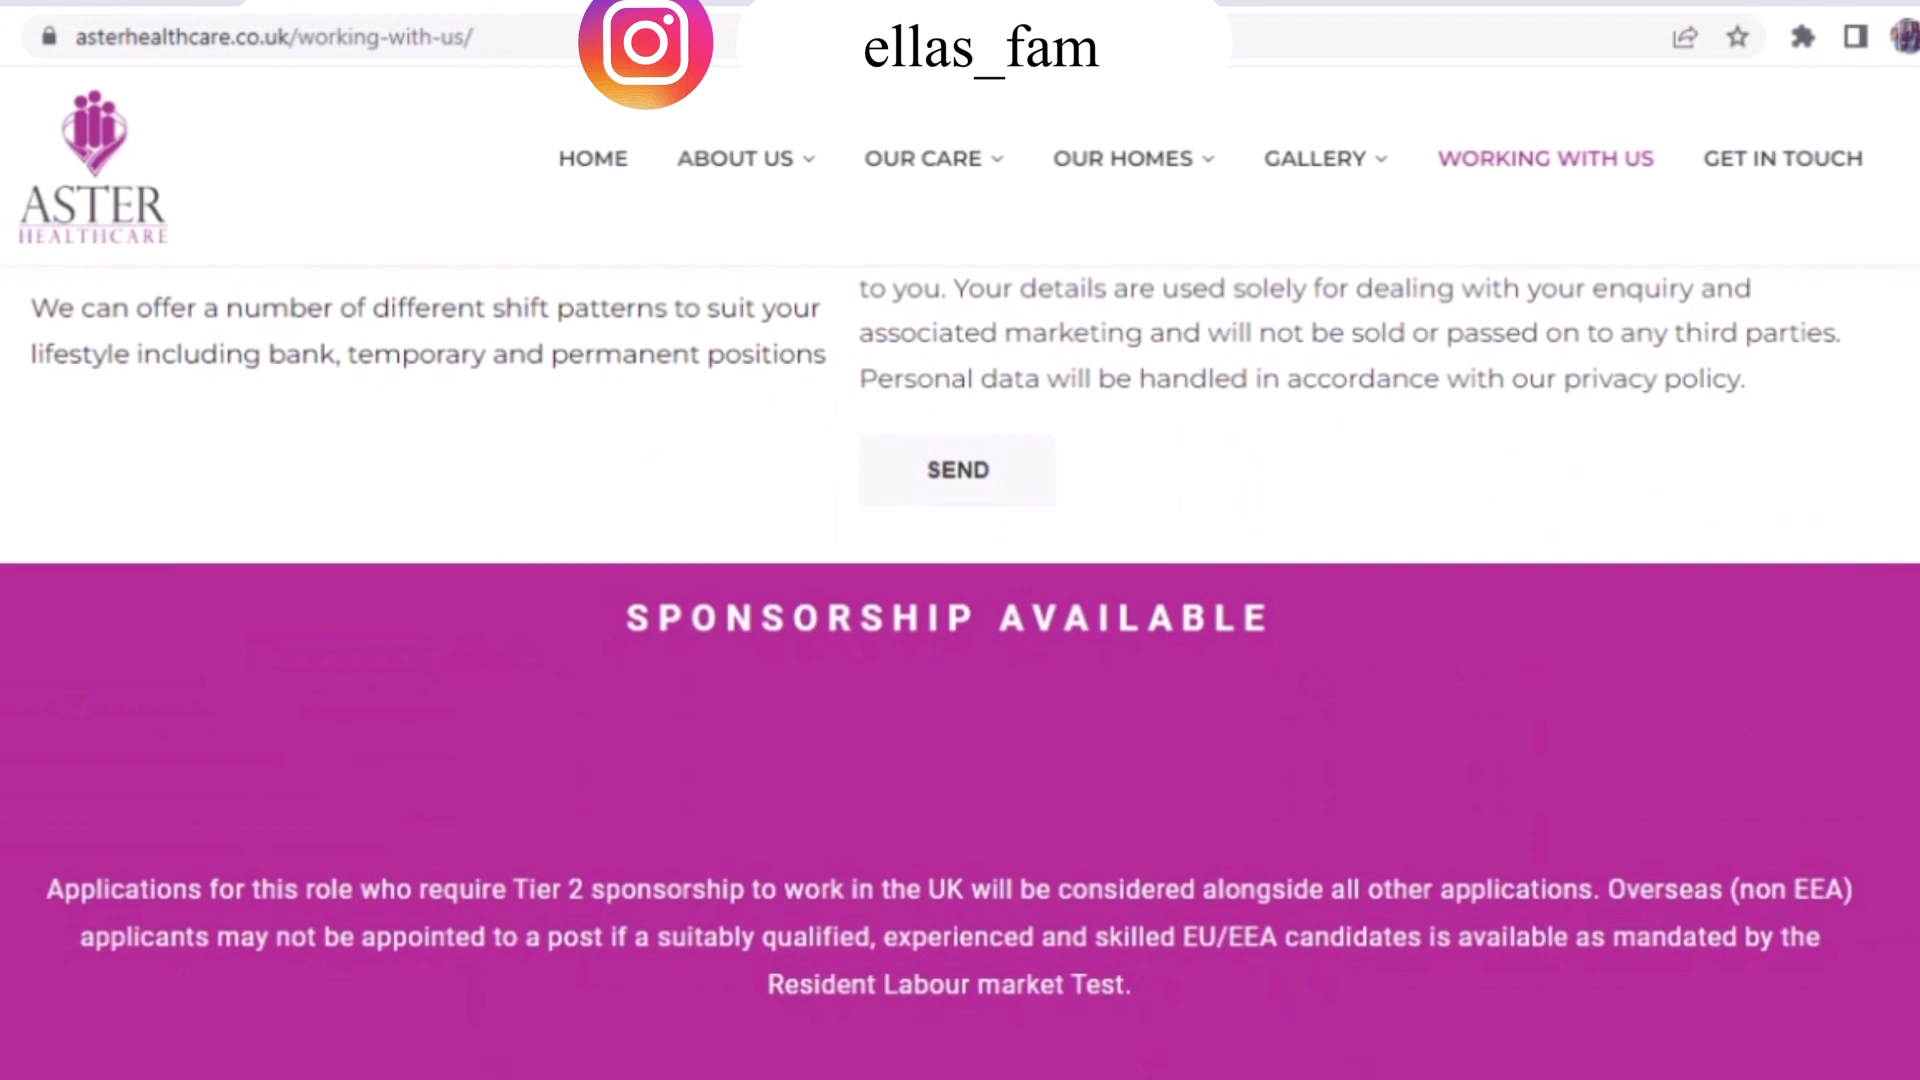 asterhealthcare.co.uk/working-with-us/
ellas_fam
ASTER
HEALTHCARE
HOME
ABOUT US
OUR CARE
OUR HOMES
GALLERY
WORKING WITH US
GET IN TOUCH
We can offer a number of different shift patterns to suit your
lifestyle including bank, temporary and permanent positions
to you. Your details are used solely for dealing with your enquiry and
associated marketing and will not be sold or passed on to any third parties.
Personal data will be handled in accordance with our privacy policy.
SEND
SPONSORSHIP AVAILABLE
Applications for this role who require Tier 2 sponsorship to work in the UK will be considered alongside all other applications. Overseas (non EEA)
applicants may not be appointed to a post if a suitably qualified, experienced and skilled EU/EEA candidates is available as mandated by the
Resident Labour market Test.